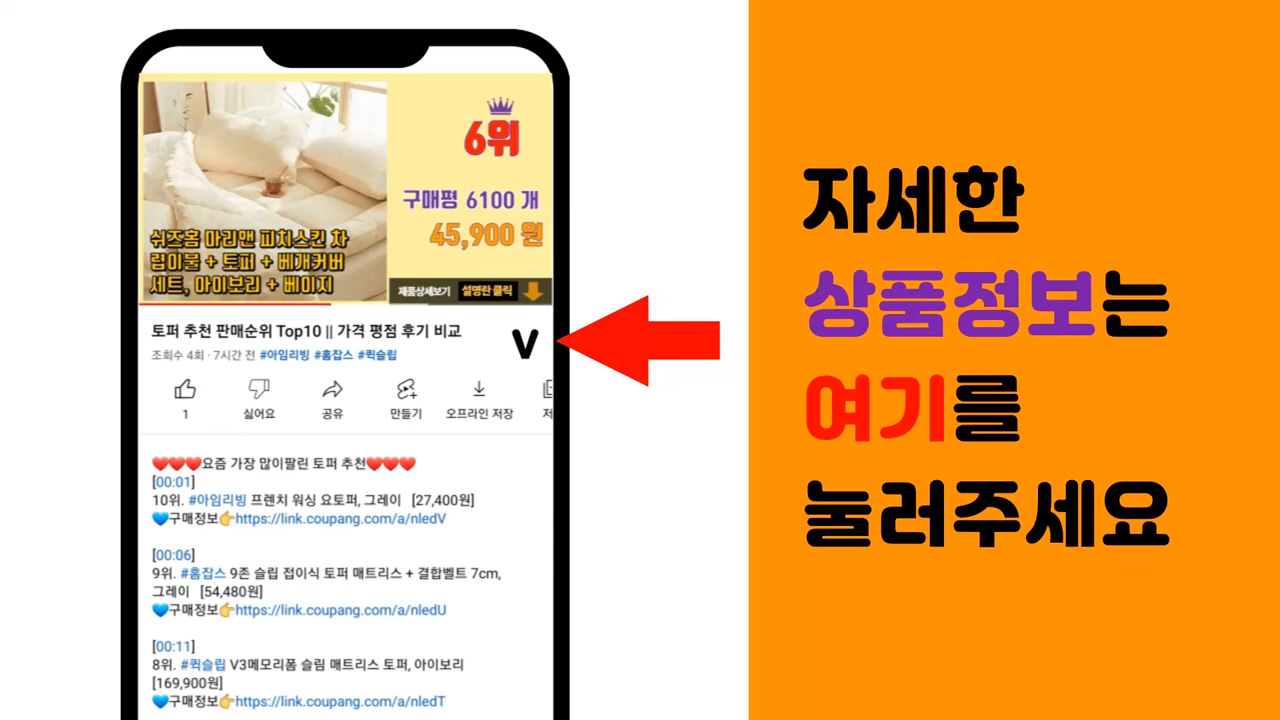 6위
구매평 6100 개
45,900 원
쉬즈홈 마리앤 피치스킨 차
렵이불 + 토퍼 + 베개커버
세트, 아이보리 + 베이지
제품상세보기 설명란 클릭
토퍼 추천 판매순위 Top10 || 가격 평점 후기 비교
V
조회수 4회 · 7시간 전 #아임리빙 #홈잡스 #퀵슬립
1 싫어요 공유 만들기 오프라인 저장 저
❤️❤️❤️요즘 가장 많이팔린 토퍼 추천❤️❤️❤️
[00:01]
10위. #아임리빙 프렌치 워싱 요토퍼, 그레이 [27,400원]
💙구매정보👉https://link.coupang.com/a/nledV
[00:06]
9위. #홈잡스 9존 슬립 접이식 토퍼 매트리스 + 결합벨트 7cm,
그레이 [54,480원]
💙구매정보👉https://link.coupang.com/a/nledU
[00:11]
8위. #퀵슬립 V3메모리폼 슬림 매트리스 토퍼, 아이보리
[169,900원]
💙구매정보👉https://link.coupang.com/a/nledT
자세한
상품정보는
여기를
눌러주세요